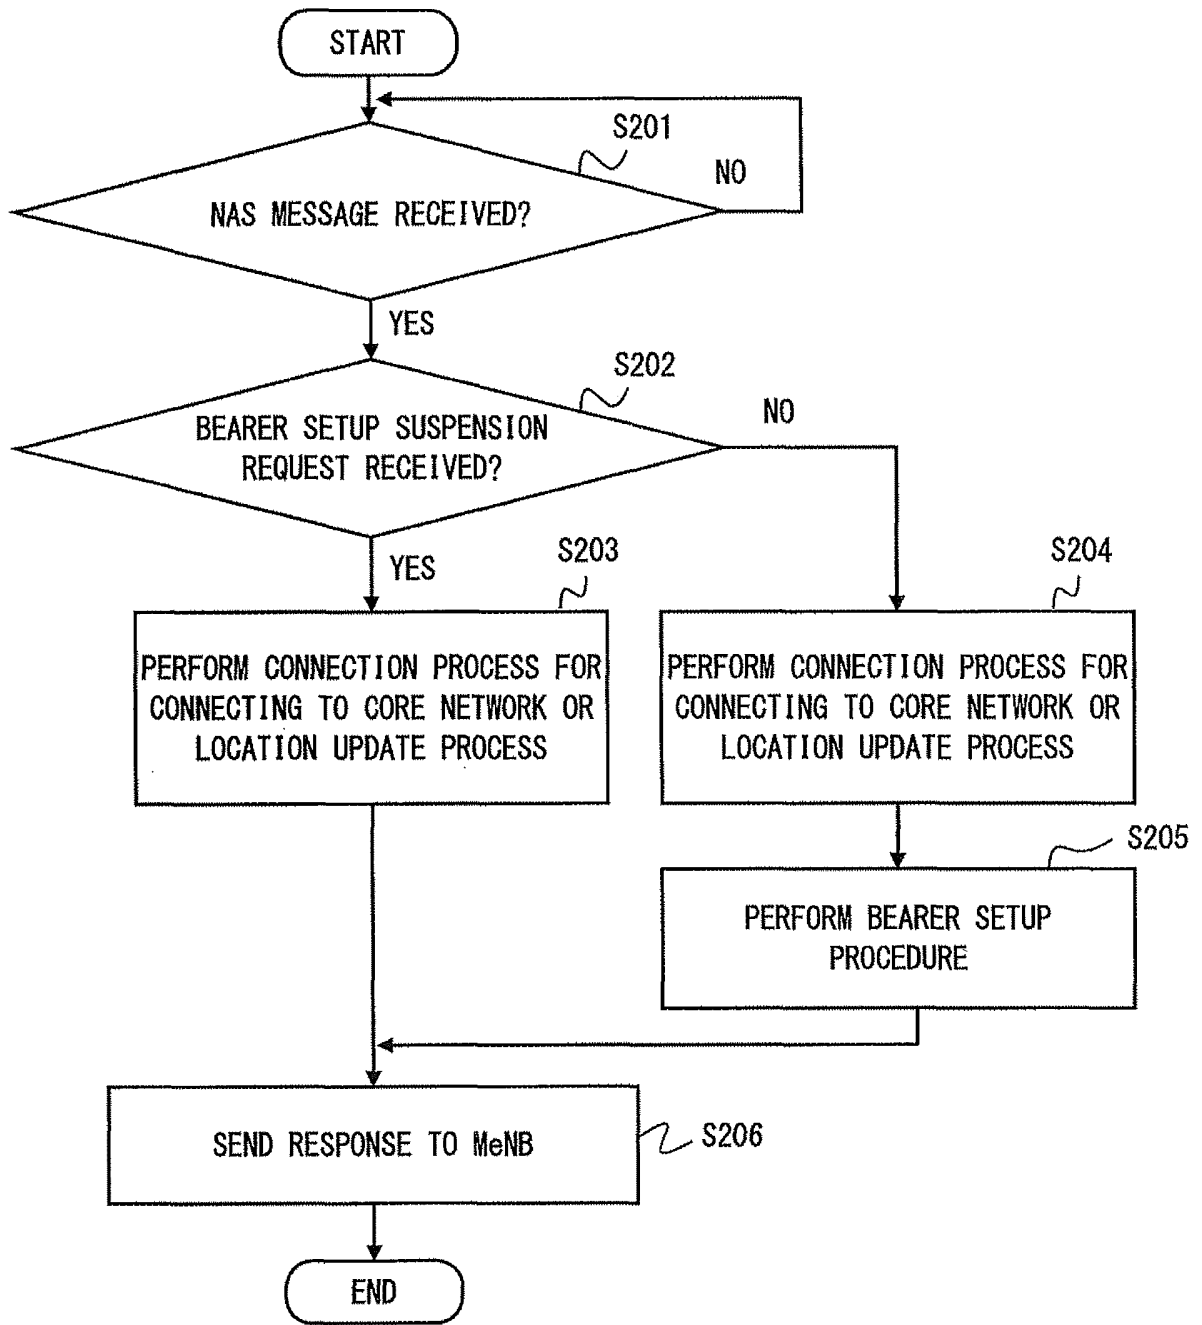 START
S201
NO
NAS MESSAGE RECEIVED?
YES
S202
NO
BEARER SETUP SUSPENSION
REQUEST RECEIVED?
YES
S203
S204
PERFORM CONNECTION PROCESS FOR
CONNECTING TO CORE NETWORK OR
LOCATION UPDATE PROCESS
PERFORM CONNECTION PROCESS FOR
CONNECTING TO CORE NETWORK OR
LOCATION UPDATE PROCESS
S205
PERFORM BEARER SETUP
PROCEDURE
SEND RESPONSE TO MeNB
S206
END